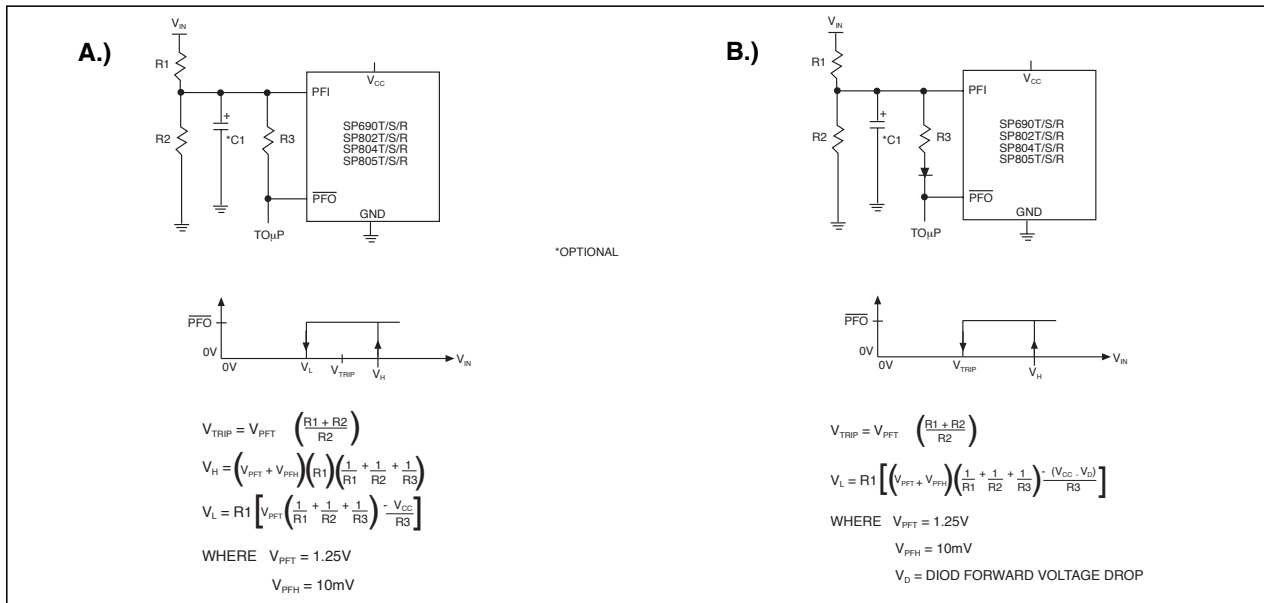 A.)
V_IN
R1
V_CC
PFI
R2
+
*C1
R3
SP690T/S/R
SP802T/S/R
SP804T/S/R
SP805T/S/R
PFO
GND
TOμP
*OPTIONAL
PFO
0V
0V
V_L
V_TRIP
V_H
V_IN
V_TRIP = V_PFT ((R1 + R2)/R2)
V_H = (V_PFT + V_PFH)(R1)(1/R1 + 1/R2 + 1/R3)
V_L = R1[V_PFT(1/R1 + 1/R2 + 1/R3) - V_CC/R3]
WHERE V_PFT = 1.25V
V_PFH = 10mV
B.)
V_IN
R1
V_CC
PFI
R2
+
*C1
R3
SP690T/S/R
SP802T/S/R
SP804T/S/R
SP805T/S/R
PFO
GND
TOμP
PFO
0V
0V
V_TRIP
V_H
V_IN
V_TRIP = V_PFT ((R1 + R2)/R2)
V_L = R1[(V_PFT + V_PFH)(1/R1 + 1/R2 + 1/R3) - (V_CC - V_D)/R3]
WHERE V_PFT = 1.25V
V_PFH = 10mV
V_D = DIOD FORWARD VOLTAGE DROP